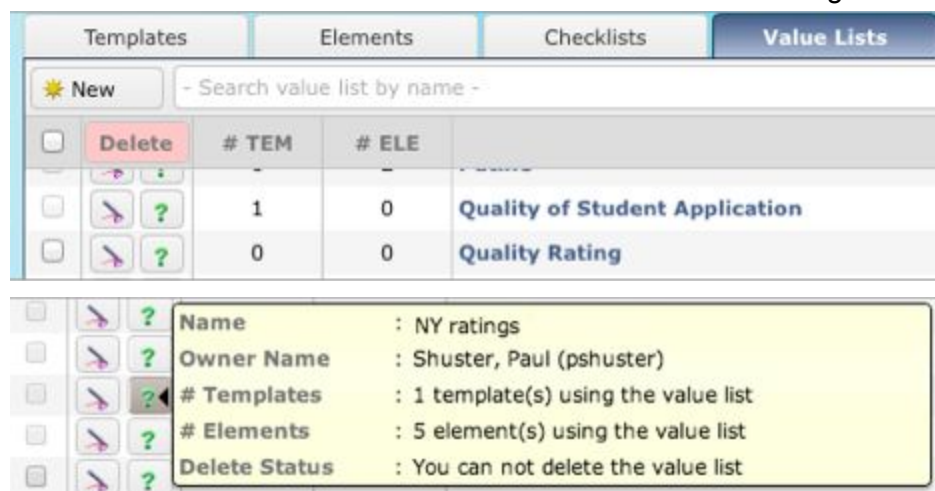 Templates Elements Checklists Value Lists
New - Search value list by name -
Delete # TEM # ELE
? 1 0 Quality of Student Application
? 0 0 Quality Rating
? Name : NY ratings
? Owner Name : Shuster, Paul (pshuster)
? # Templates : 1 template(s) using the value list
? # Elements : 5 element(s) using the value list
? Delete Status : You can not delete the value list